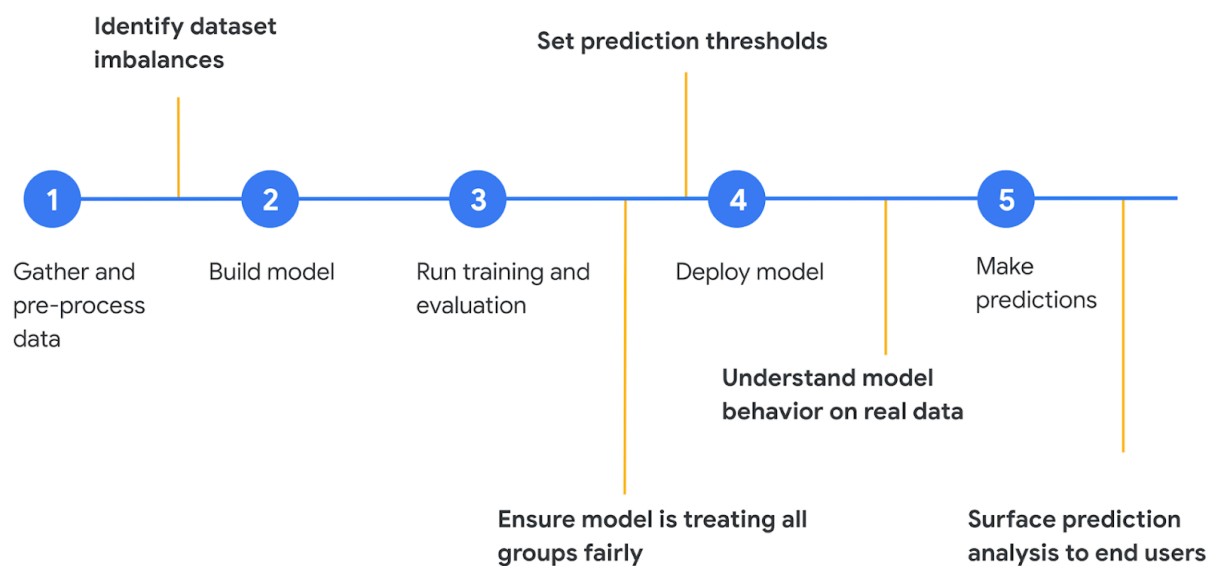 Identify dataset
imbalances
Set prediction thresholds
1
2
3
4
5
Gather and
pre-process
data
Build model
Run training and
evaluation
Deploy model
Make
predictions
Understand model
behavior on real data
Ensure model is treating all
groups fairly
Surface prediction
analysis to end users